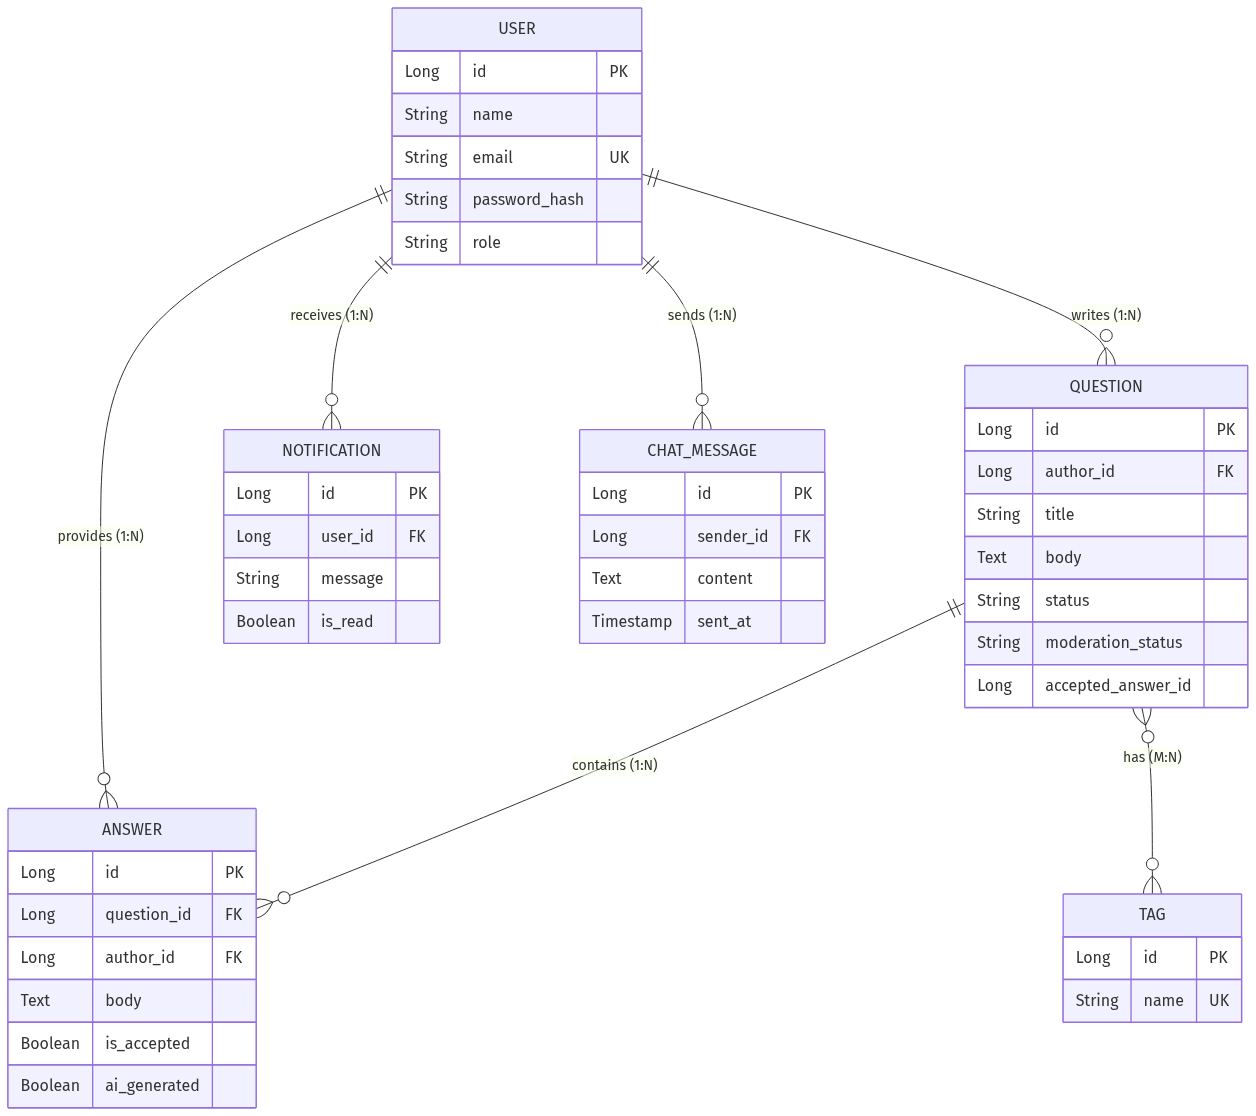 USER
Long id PK
String name
String email UK
String password_hash
String role
receives (1:N)
sends (1:N)
writes (1:N)
QUESTION
Long id PK
Long author_id FK
String title
Text body
String status
String moderation_status
Long accepted_answer_id
NOTIFICATION
Long id PK
Long user_id FK
String message
Boolean is_read
CHAT_MESSAGE
Long id PK
Long sender_id FK
Text content
Timestamp sent_at
provides (1:N)
contains (1:N)
has (M:N)
ANSWER
Long id PK
Long question_id FK
Long author_id FK
Text body
Boolean is_accepted
Boolean ai_generated
TAG
Long id PK
String name UK